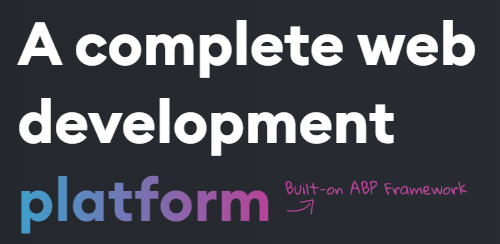 A complete web
development
platform
Built-on ABP Framework